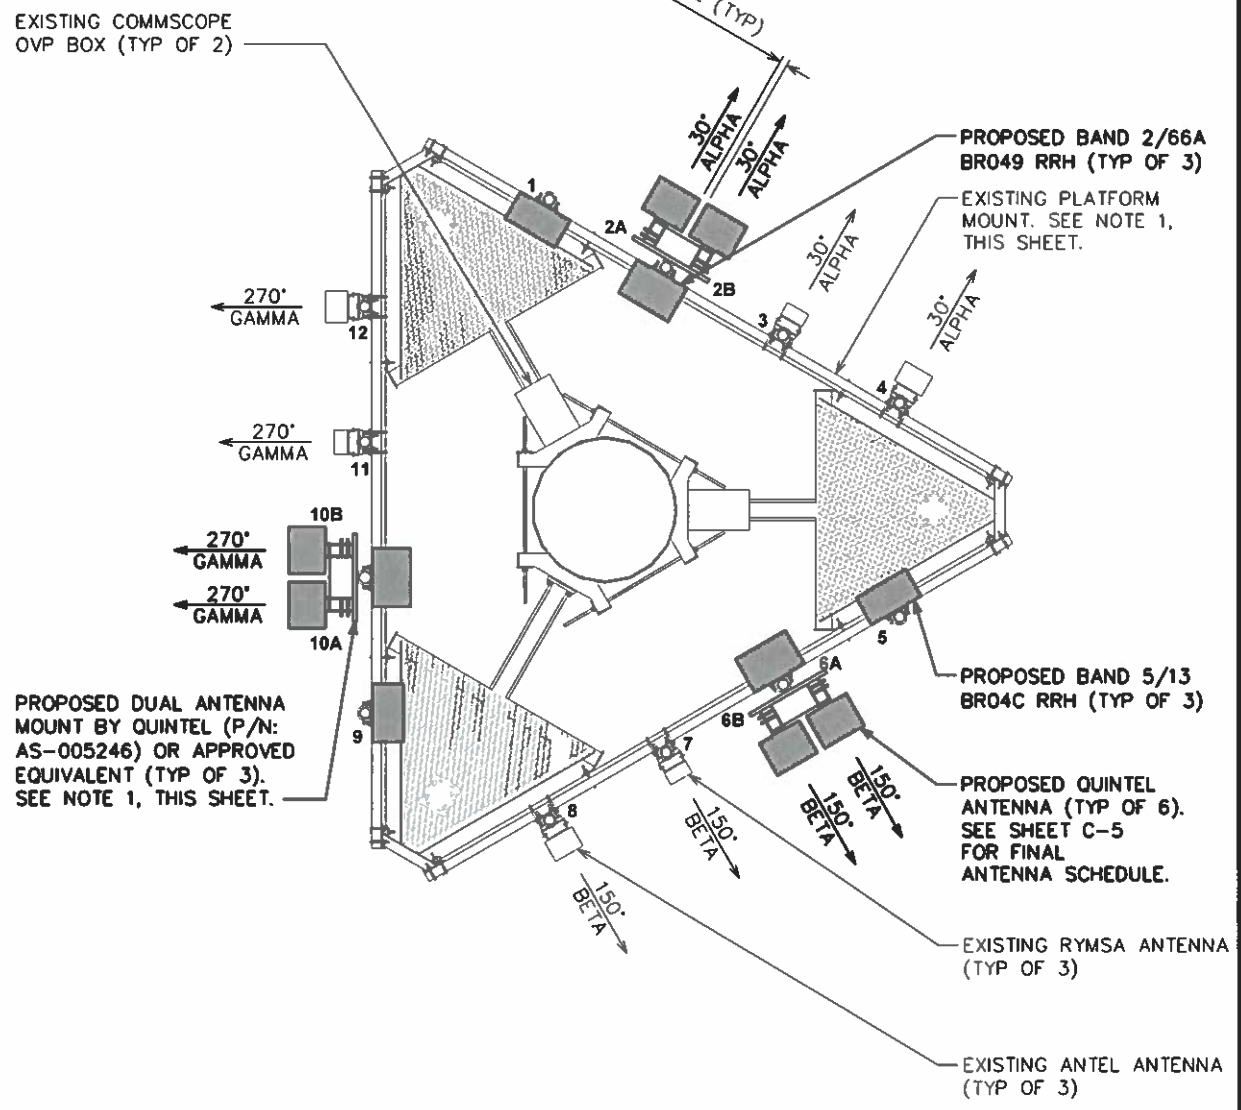 EXISTING COMMSCOPE
OVP BOX (TYP OF 2)
(TYP)
30°
ALPHA
30°
ALPHA
PROPOSED BAND 2/66A
BR049 RRH (TYP OF 3)
EXISTING PLATFORM
MOUNT. SEE NOTE 1,
THIS SHEET.
1
2A
2B
30°
ALPHA
3
30°
ALPHA
4
270°
GAMMA
12
270°
GAMMA
11
10B
270°
GAMMA
270°
GAMMA
10A
9
PROPOSED DUAL ANTENNA
MOUNT BY QUINTEL (P/N:
AS-005246) OR APPROVED
EQUIVALENT (TYP OF 3).
SEE NOTE 1, THIS SHEET.
5
6A
6B
7
8
PROPOSED BAND 5/13
BR04C RRH (TYP OF 3)
150°
BETA
150°
BETA
150°
BETA
150°
BETA
PROPOSED QUINTEL
ANTENNA (TYP OF 6).
SEE SHEET C-5
FOR FINAL
ANTENNA SCHEDULE.
EXISTING RYMSA ANTENNA
(TYP OF 3)
EXISTING ANTEL ANTENNA
(TYP OF 3)